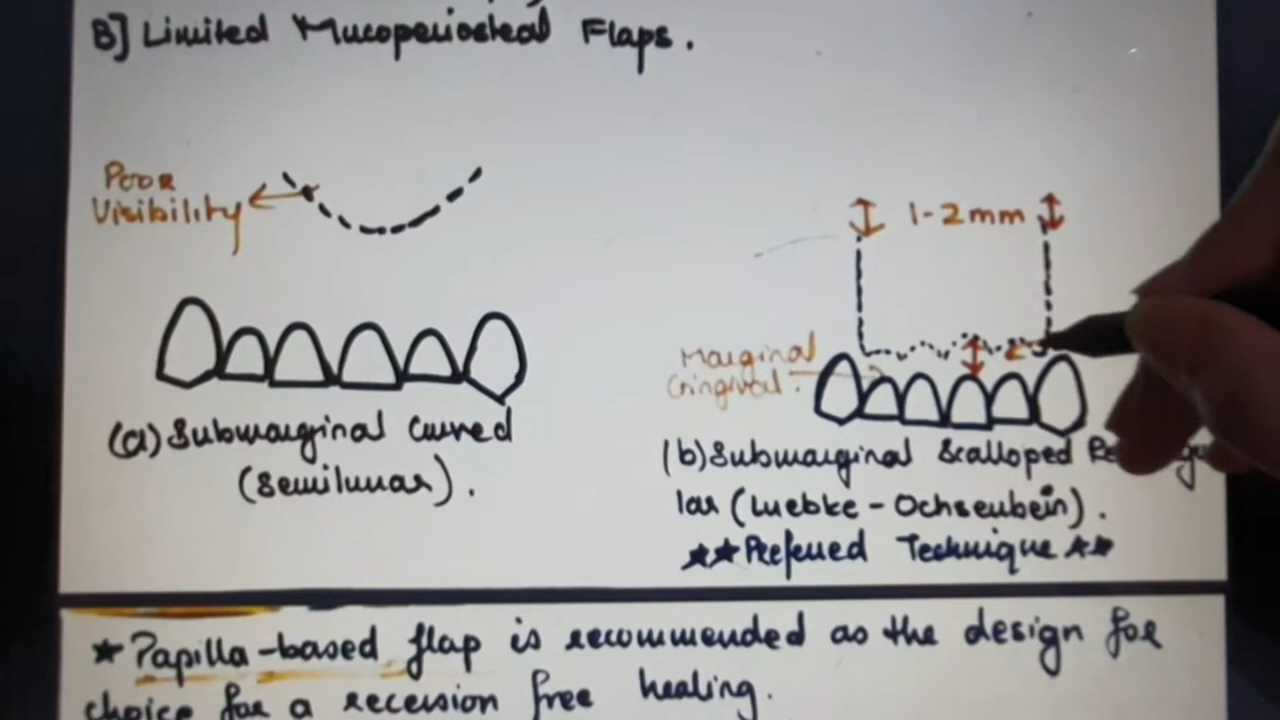 B] Limited Mucoperiosteal Flaps.
Poor
Visibility
1-2mm
Marginal
Gingival.
(a) Submarginal Curved
(Semilunar).
(b) Submarginal Scalloped
lar (Luebke - Ochsenbein).
★★Preferred Technique★★
★ Papilla-based flap is recommended as the design for
choice for a recession free healing.